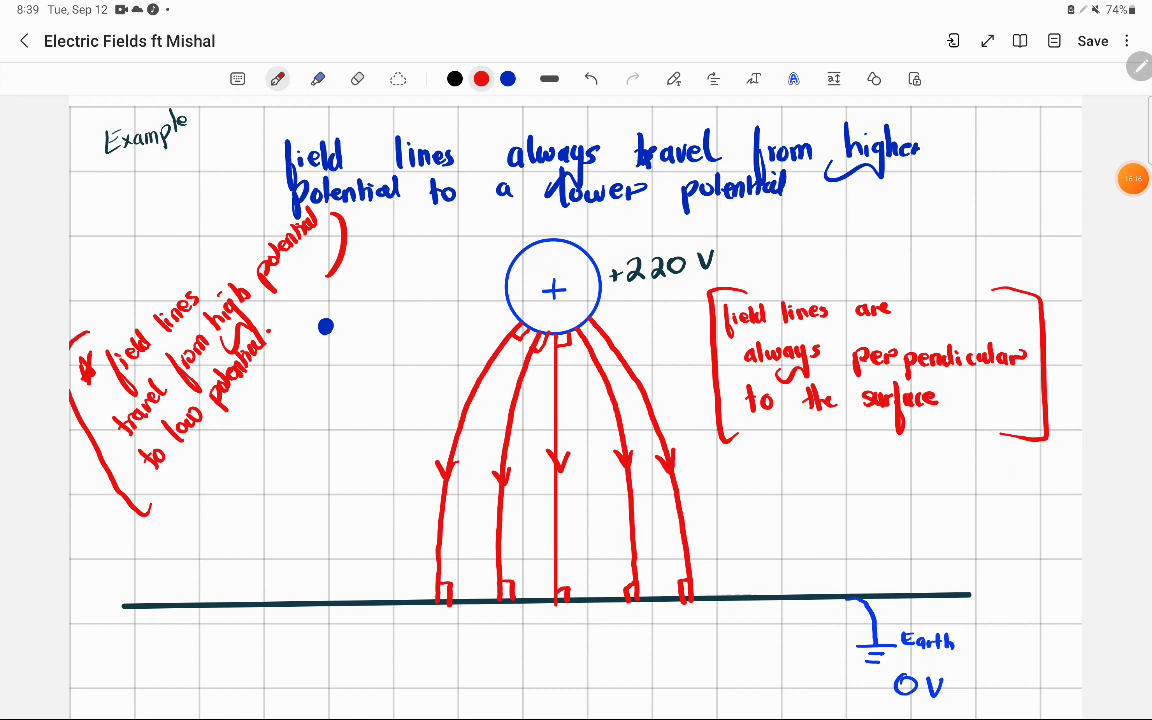 8:39 Tue, Sep 12
74%
Electric Fields ft Mishal
Save
16:16
Example
field lines always travel from higher
potential to a lower potential
+220 V
+
* field lines
travel from high potential
to low potential.
field lines are
always perpendicular
to the surface
Earth
0 V